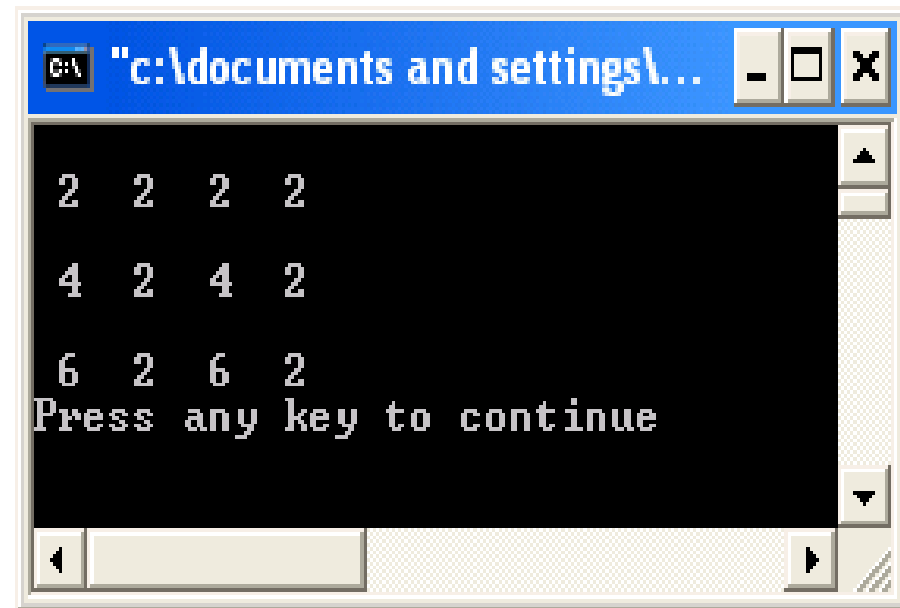 C:\ "c:\documents and settings\...
2 2 2 2
4 2 4 2
6 2 6 2
Press any key to continue